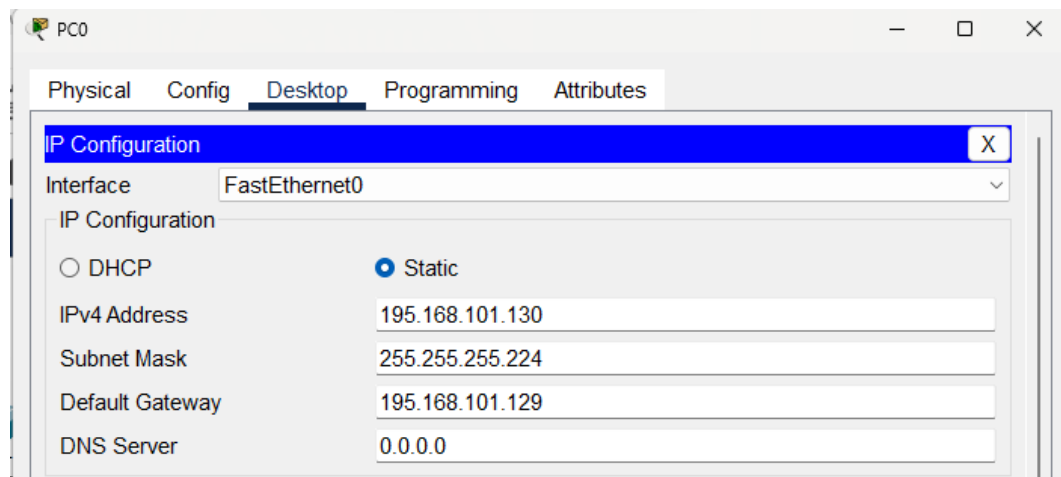 PC0
Physical Config Desktop Programming Attributes
IP Configuration X
Interface FastEthernet0
IP Configuration
DHCP Static
IPv4 Address 195.168.101.130
Subnet Mask 255.255.255.224
Default Gateway 195.168.101.129
DNS Server 0.0.0.0